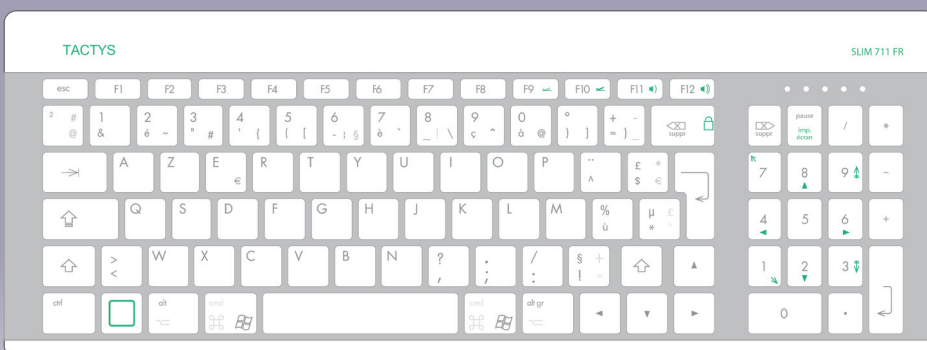 TACTYS SLIM 711 FR
esc F1 F2 F3 F4 F5 F6 F7 F8 F9 F10 F11 F12
² # @ 1 & 2 é ~ 3 " # 4 ' { 5 ( [ 6 - ¦ § 7 è ` 8 _ ! \ 9 ç ^ 0 à @ ° ) ] + - = } _ suppr suppr pause imp. écran / *
A Z E € R T Y U I O P ¨ ^ £ * $ € 7 8 9 -
Q S D F G H J K L M % ù µ £ * ` 4 5 6 +
> < W X C V B N ? , . ; / : § + ! = 1 2 3
ctrl alt cmd ⌘ cmd ⌘ alt gr 0 .